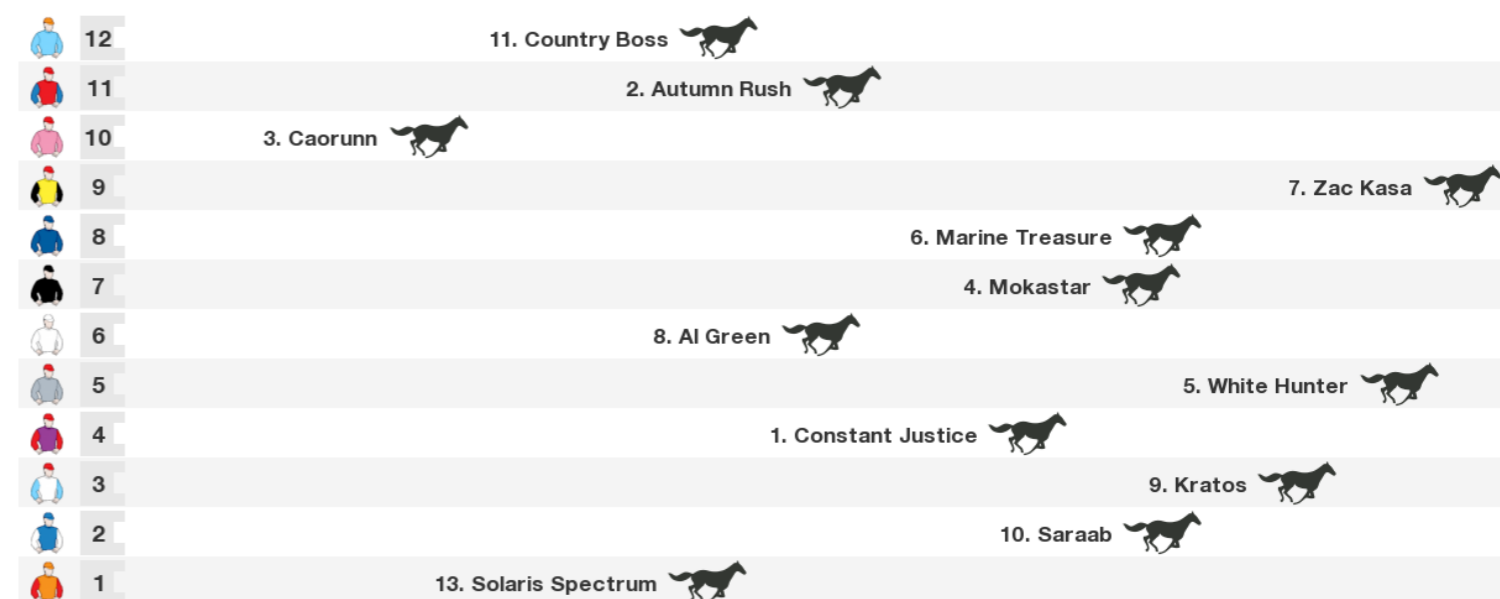 12 11. Country Boss
11 2. Autumn Rush
10 3. Caorunn
9 7. Zac Kasa
8 6. Marine Treasure
7 4. Mokastar
6 8. Al Green
5 5. White Hunter
4 1. Constant Justice
3 9. Kratos
2 10. Saraab
1 13. Solaris Spectrum